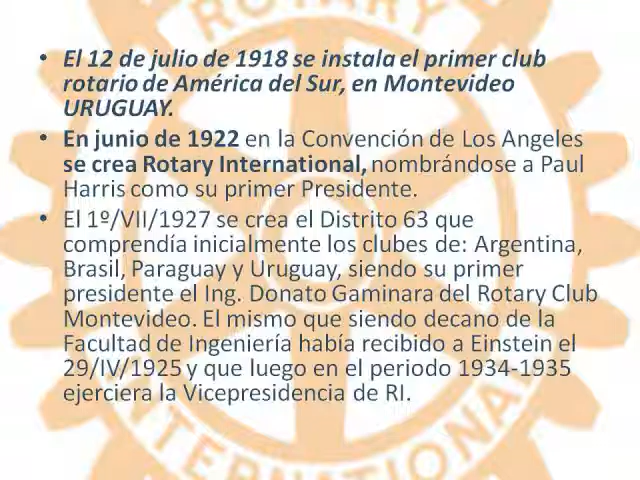 ROTARY
• El 12 de julio de 1918 se instala el primer club
rotario de América del Sur, en Montevideo
URUGUAY.
• En junio de 1922 en la Convención de Los Angeles
se crea Rotary International, nombrándose a Paul
Harris como su primer Presidente.
• El 1º/VII/1927 se crea el Distrito 63 que
comprendía inicialmente los clubes de: Argentina,
Brasil, Paraguay y Uruguay, siendo su primer
presidente el Ing. Donato Gaminara del Rotary Club
Montevideo. El mismo que siendo decano de la
Facultad de Ingeniería había recibido a Einstein el
29/IV/1925 y que luego en el periodo 1934-1935
ejerciera la Vicepresidencia de RI.
INTERNATIONAL